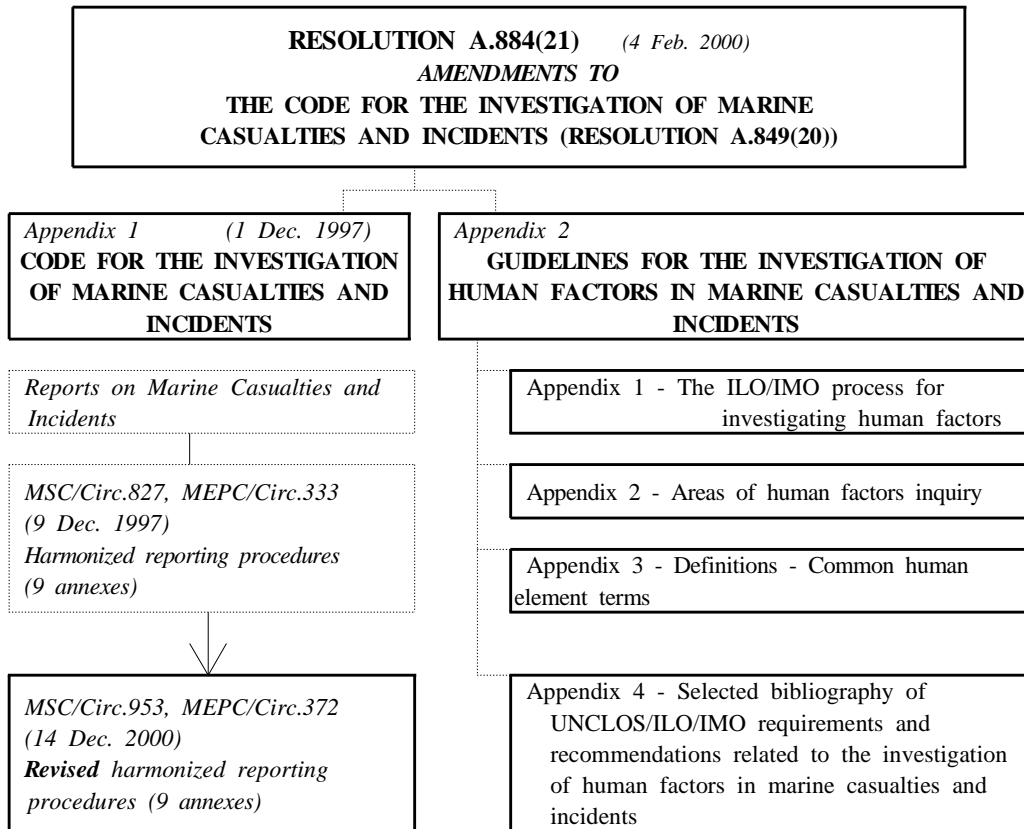 RESOLUTION A.884(21) (4 Feb. 2000)
AMENDMENTS TO
THE CODE FOR THE INVESTIGATION OF MARINE
CASUALTIES AND INCIDENTS (RESOLUTION A.849(20))
Appendix 1 (1 Dec. 1997)
CODE FOR THE INVESTIGATION
OF MARINE CASUALTIES AND
INCIDENTS
Reports on Marine Casualties and
Incidents
MSC/Circ.827, MEPC/Circ.333
(9 Dec. 1997)
Harmonized reporting procedures
(9 annexes)
MSC/Circ.953, MEPC/Circ.372
(14 Dec. 2000)
Revised harmonized reporting
procedures (9 annexes)
Appendix 2
GUIDELINES FOR THE INVESTIGATION OF
HUMAN FACTORS IN MARINE CASUALTIES AND
INCIDENTS
Appendix 1 - The ILO/IMO process for
investigating human factors
Appendix 2 - Areas of human factors inquiry
Appendix 3 - Definitions - Common human
element terms
Appendix 4 - Selected bibliography of
UNCLOS/ILO/IMO requirements and
recommendations related to the investigation
of human factors in marine casualties and
incidents